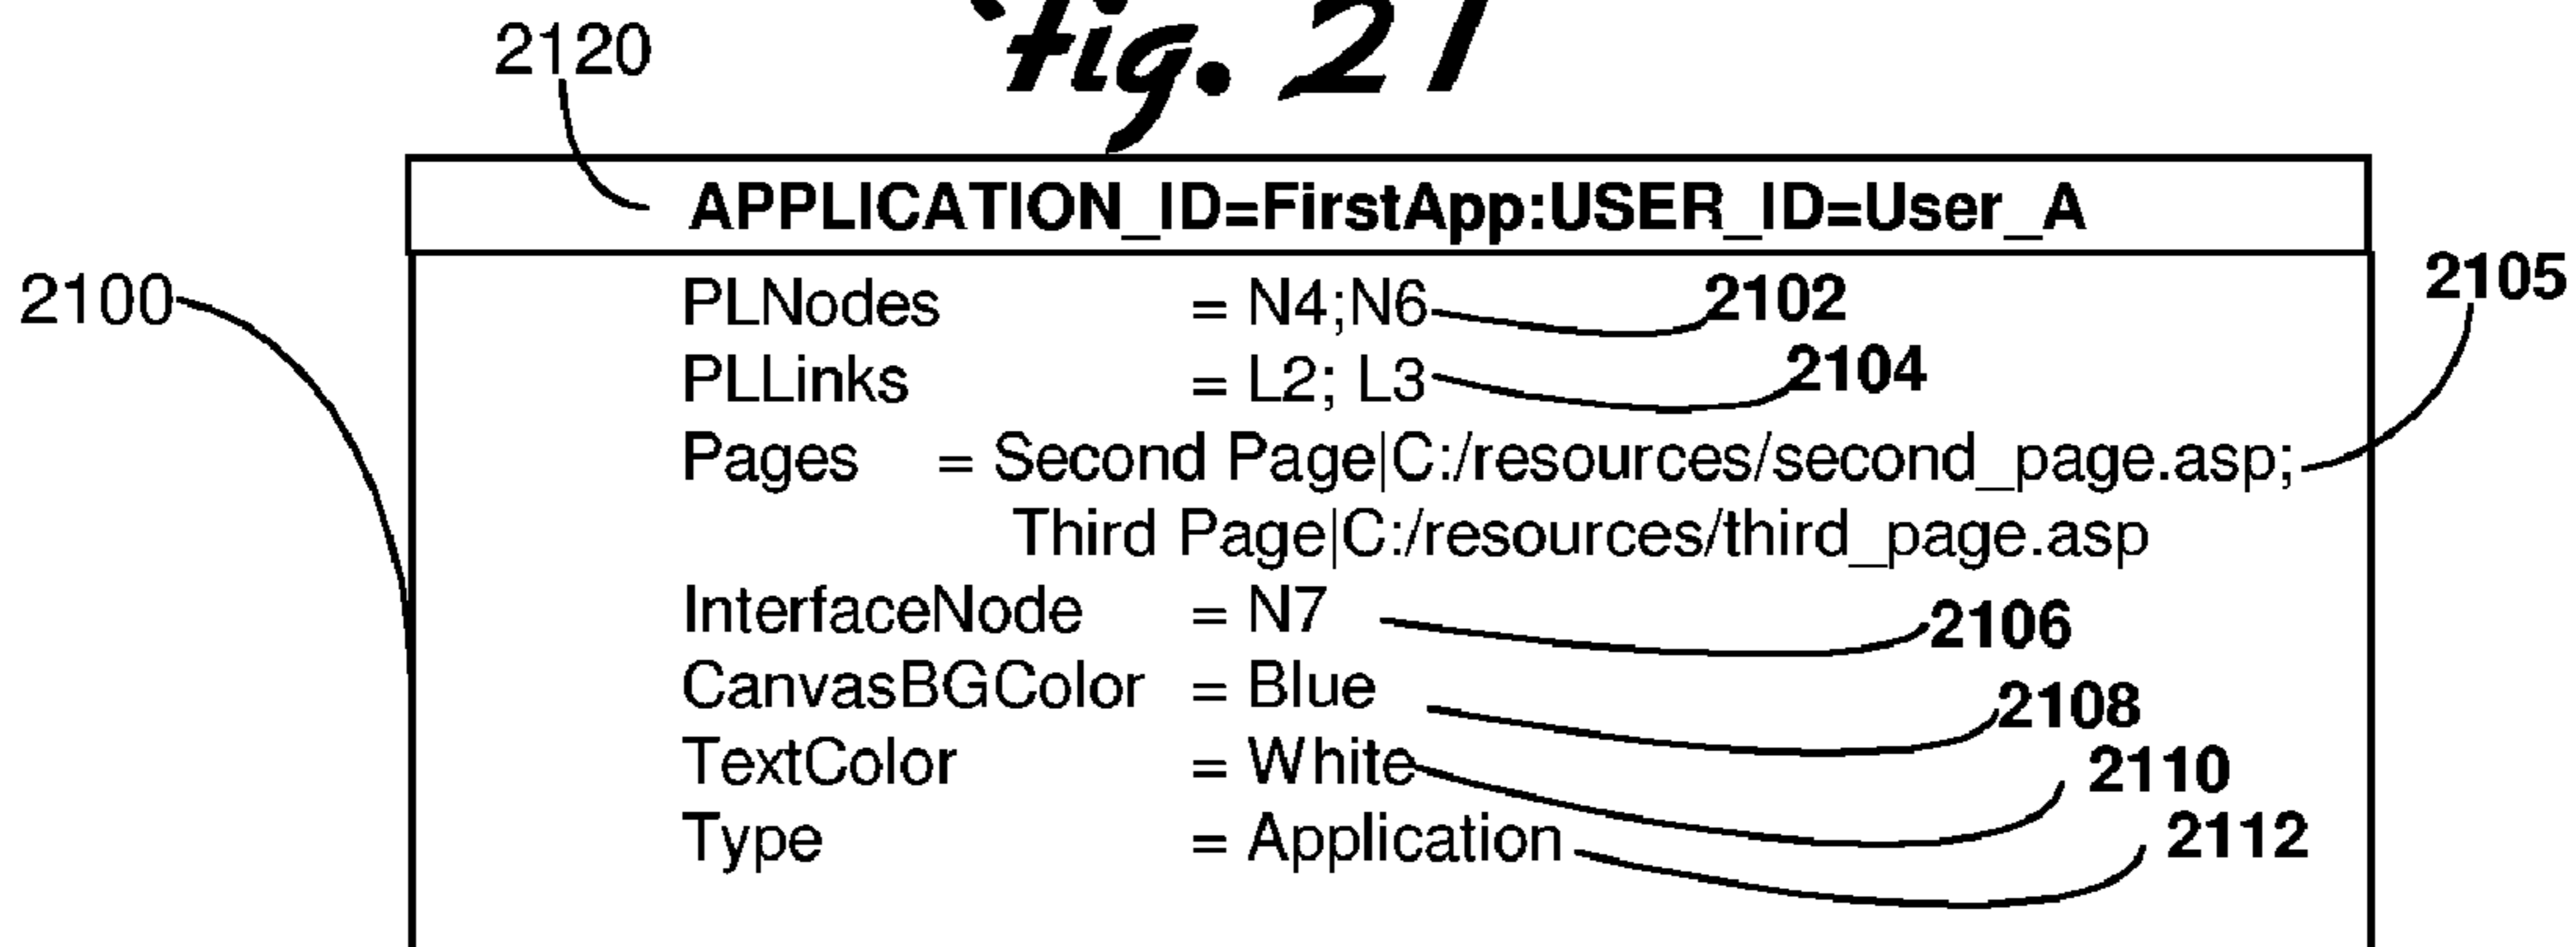 Fig. 21
2120
APPLICATION_ID=FirstApp:USER_ID=User_A
2100
2105
PLNodes = N4;N6 2102
PLLinks = L2; L3 2104
Pages = Second Page|C:/resources/second_page.asp;
Third Page|C:/resources/third_page.asp
InterfaceNode = N7 2106
CanvasBGColor = Blue 2108
TextColor = White 2110
Type = Application 2112